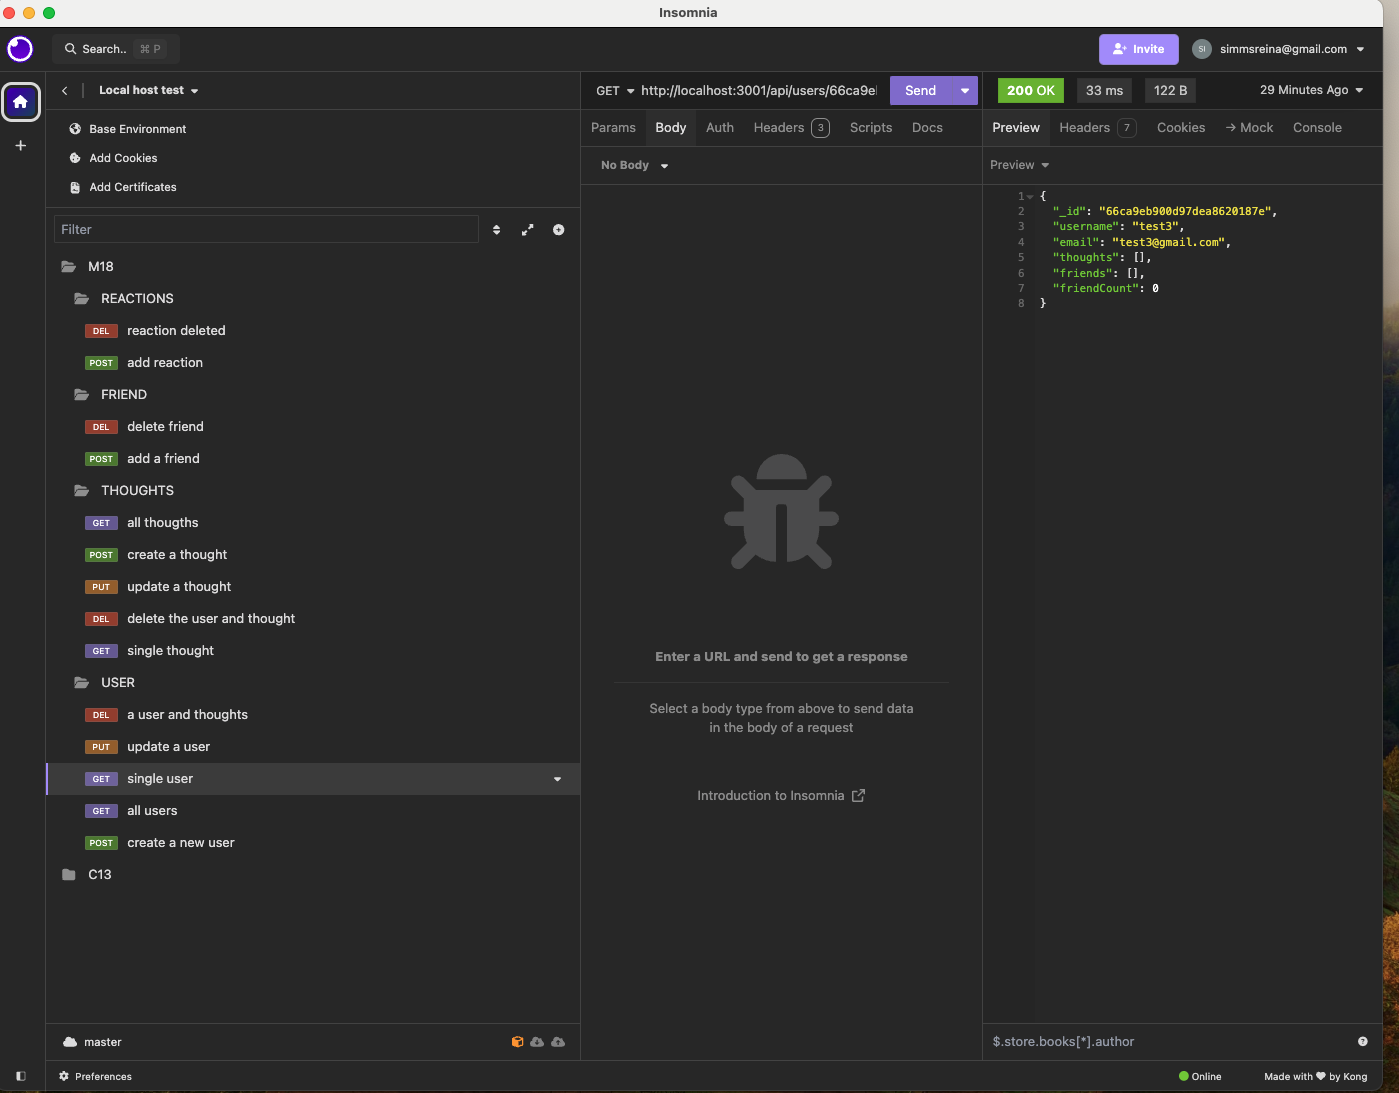 Insomnia
Search.. ⌘ P
Invite
SI simmsreina@gmail.com
Local host test
Base Environment
Add Cookies
Add Certificates
Filter
M18
REACTIONS
DEL reaction deleted
POST add reaction
FRIEND
DEL delete friend
POST add a friend
THOUGHTS
GET all thougths
POST create a thought
PUT update a thought
DEL delete the user and thought
GET single thought
USER
DEL a user and thoughts
PUT update a user
GET single user
GET all users
POST create a new user
C13
master
Preferences
GET http://localhost:3001/api/users/66ca9e Send
Params Body Auth Headers 3 Scripts Docs
No Body
Enter a URL and send to get a response
Select a body type from above to send data
in the body of a request
Introduction to Insomnia
200 OK 33 ms 122 B 29 Minutes Ago
Preview Headers 7 Cookies → Mock Console
Preview
1 {
2 "_id": "66ca9eb900d97dea8620187e",
3 "username": "test3",
4 "email": "test3@gmail.com",
5 "thoughts": [],
6 "friends": [],
7 "friendCount": 0
8 }
$.store.books[*].author
Online Made with ♥ by Kong